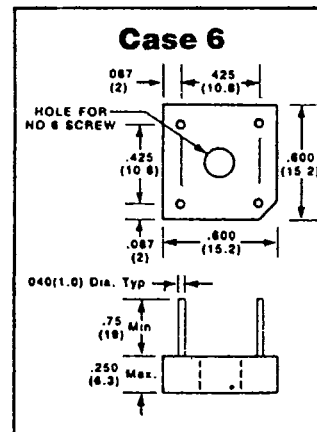 Case 6
.087 .425
(2) (10.8)
HOLE FOR
NO 6 SCREW
.425
(10 8)
.600
(15.2)
.087
(2)
.600
(15.2)
.040(1.0) Dia. Typ
.75 Min
(19)
.250 Max.
(6.3)